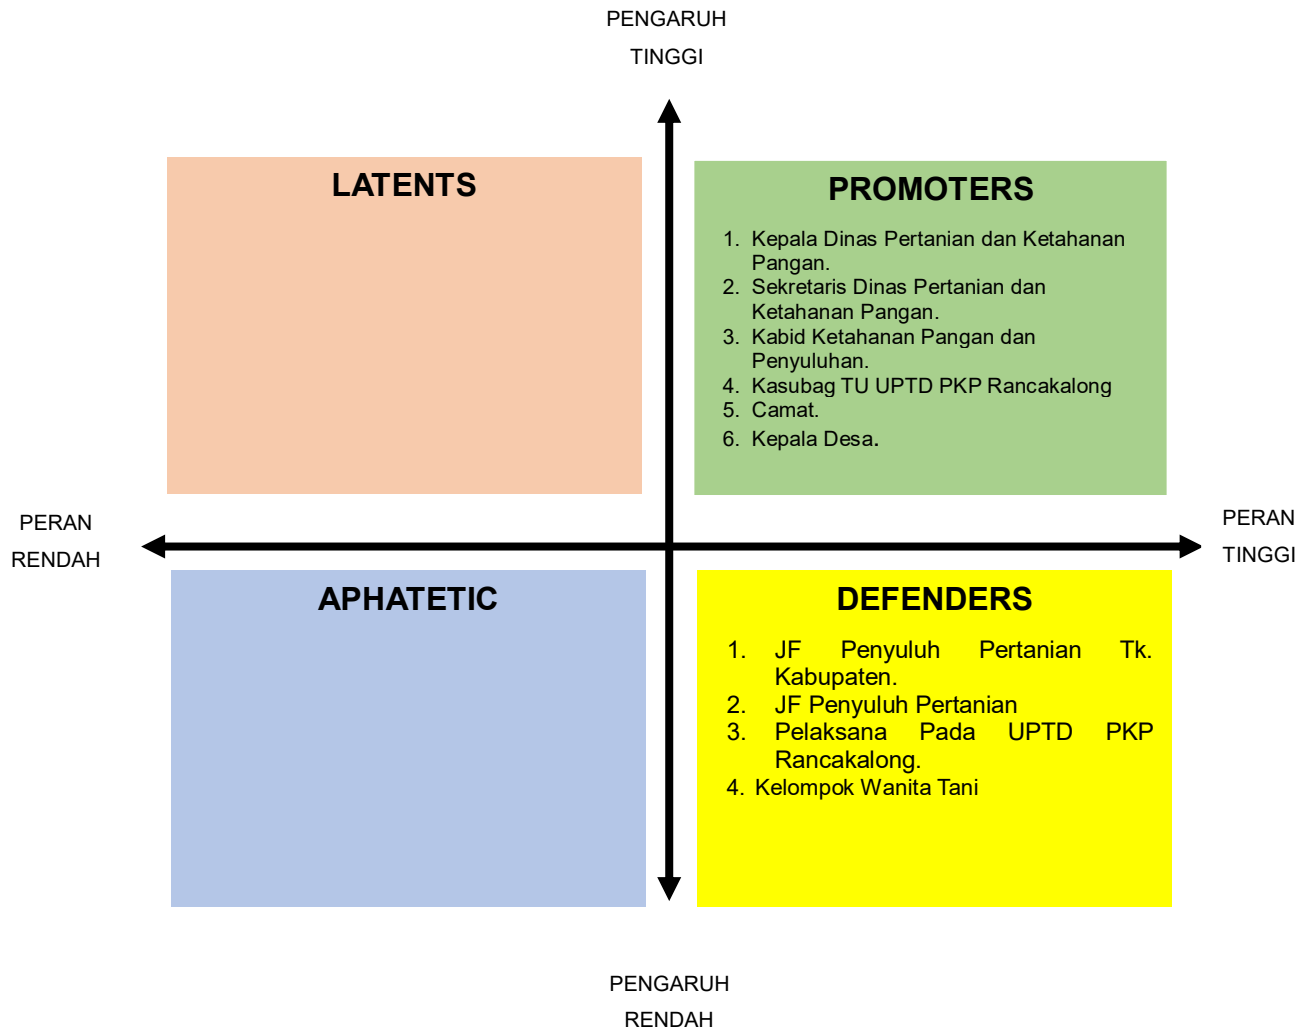 PENGARUH
TINGGI
LATENTS
PROMOTERS
1. Kepala Dinas Pertanian dan Ketahanan
Pangan.
2. Sekretaris Dinas Pertanian dan
Ketahanan Pangan.
3. Kabid Ketahanan Pangan dan
Penyuluhan.
4. Kasubag TU UPTD PKP Rancakalong
5. Camat.
6. Kepala Desa.
PERAN
RENDAH
PERAN
TINGGI
APHATETIC
DEFENDERS
1. JF Penyuluh Pertanian Tk.
Kabupaten.
2. JF Penyuluh Pertanian
3. Pelaksana Pada UPTD PKP
Rancakalong.
4. Kelompok Wanita Tani
PENGARUH
RENDAH